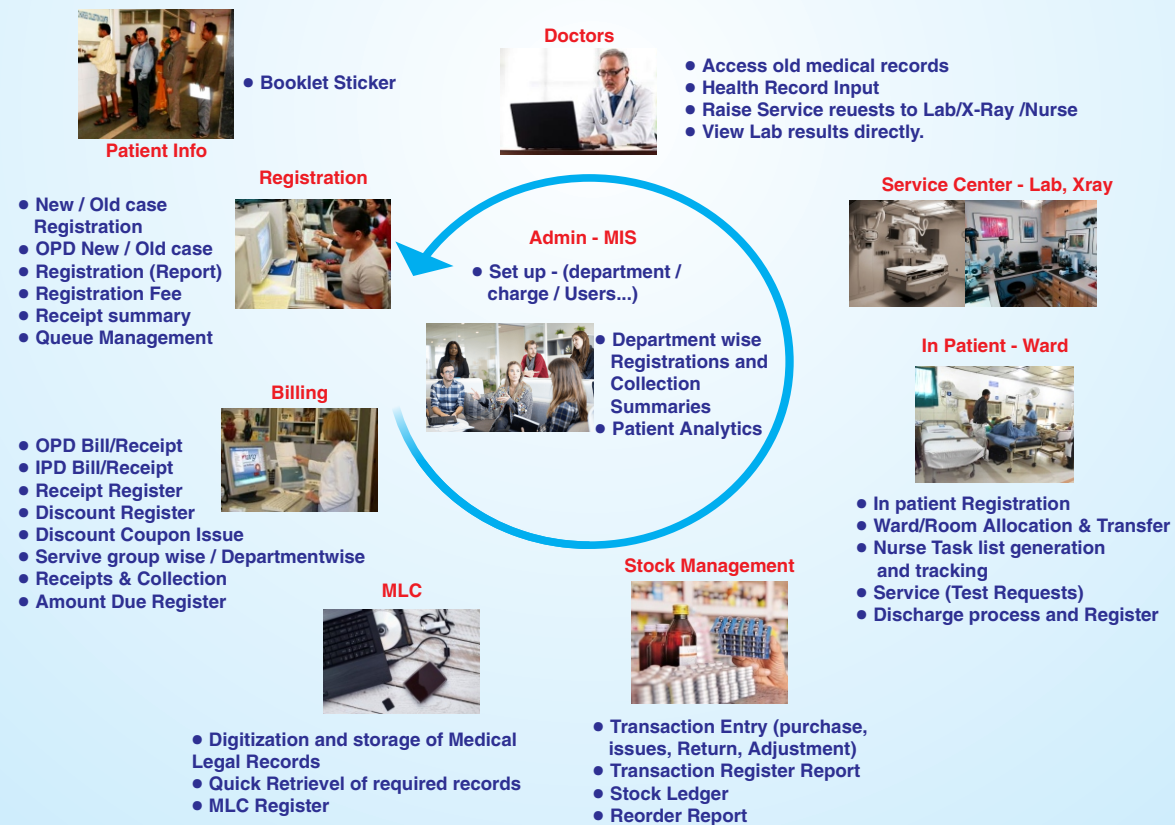 Patient Info
● Booklet Sticker
Doctors
● Access old medical records
● Health Record Input
● Raise Service reuests to Lab/X-Ray /Nurse
● View Lab results directly.
Registration
● New / Old case
Registration
● OPD New / Old case
● Registration (Report)
● Registration Fee
● Receipt summary
● Queue Management
Admin - MIS
● Set up - (department /
charge / Users...)
● Department wise
Registrations and
Collection
Summaries
● Patient Analytics
Service Center - Lab, Xray
In Patient - Ward
● In patient Registration
● Ward/Room Allocation & Transfer
● Nurse Task list generation
and tracking
● Service (Test Requests)
● Discharge process and Register
Billing
● OPD Bill/Receipt
● IPD Bill/Receipt
● Receipt Register
● Discount Register
● Discount Coupon Issue
● Servive group wise / Departmentwise
● Receipts & Collection
● Amount Due Register
MLC
● Digitization and storage of Medical
Legal Records
● Quick Retrievel of required records
● MLC Register
Stock Management
● Transaction Entry (purchase,
issues, Return, Adjustment)
● Transaction Register Report
● Stock Ledger
● Reorder Report